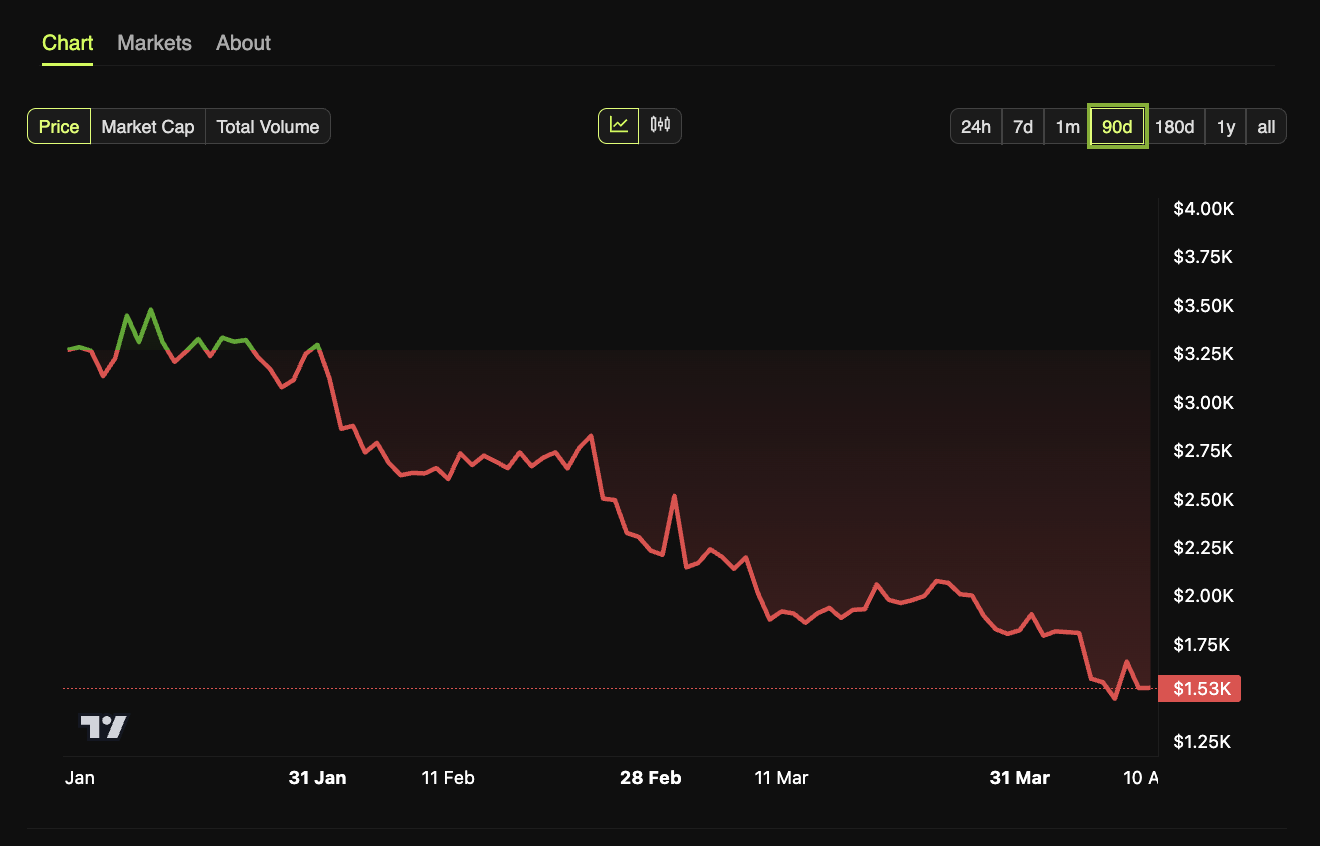 Chart Markets About
Price Market Cap Total Volume 24h 7d 1m 90d 180d 1y all
$4.00K
$3.75K
$3.50K
$3.25K
$3.00K
$2.75K
$2.50K
$2.25K
$2.00K
$1.75K
$1.53K
$1.25K
Jan 31 Jan 11 Feb 28 Feb 11 Mar 31 Mar 10 A